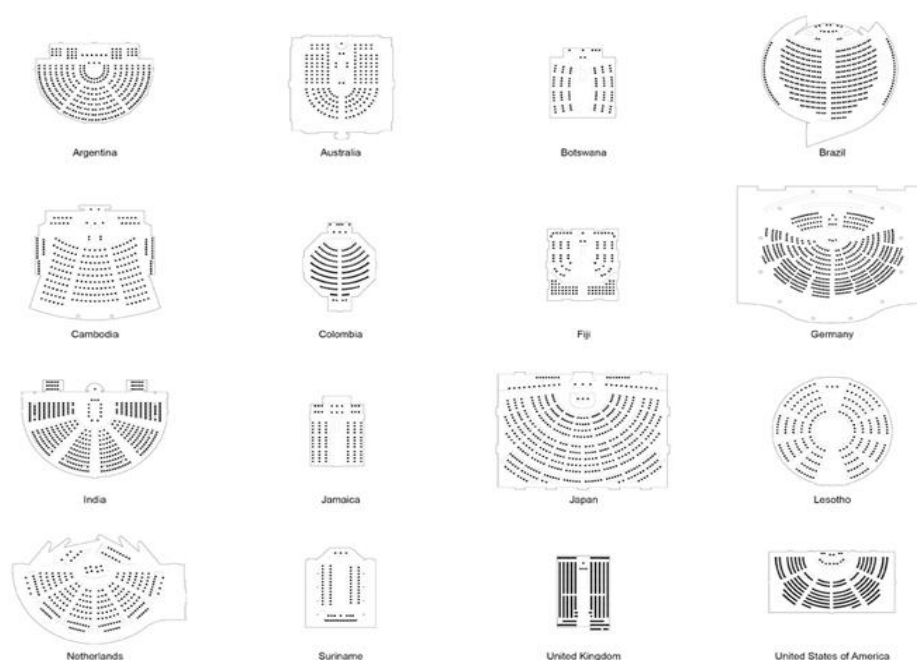 Argentina
Australia
Botswana
Brazil
Cambodia
Colombia
Fiji
Germany
India
Jamaica
Japan
Lesotho
Netherlands
Suriname
United Kingdom
United States of America